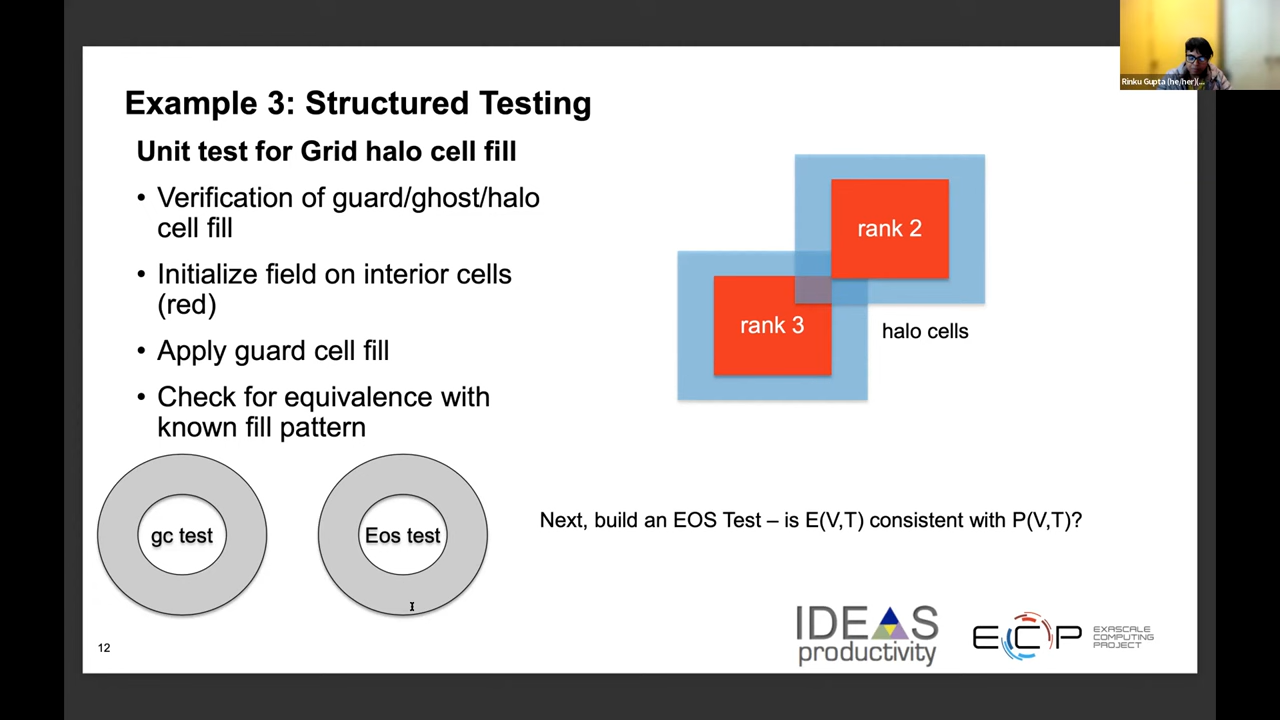 Rinku Gupta (he/her)(...
Example 3: Structured Testing
Unit test for Grid halo cell fill
• Verification of guard/ghost/halo
cell fill
• Initialize field on interior cells
(red)
• Apply guard cell fill
• Check for equivalence with
known fill pattern
rank 2
rank 3
halo cells
gc test
Eos test
Next, build an EOS Test – is E(V,T) consistent with P(V,T)?
12
IDEAS
productivity
ECP
EXASCALE
COMPUTING
PROJECT